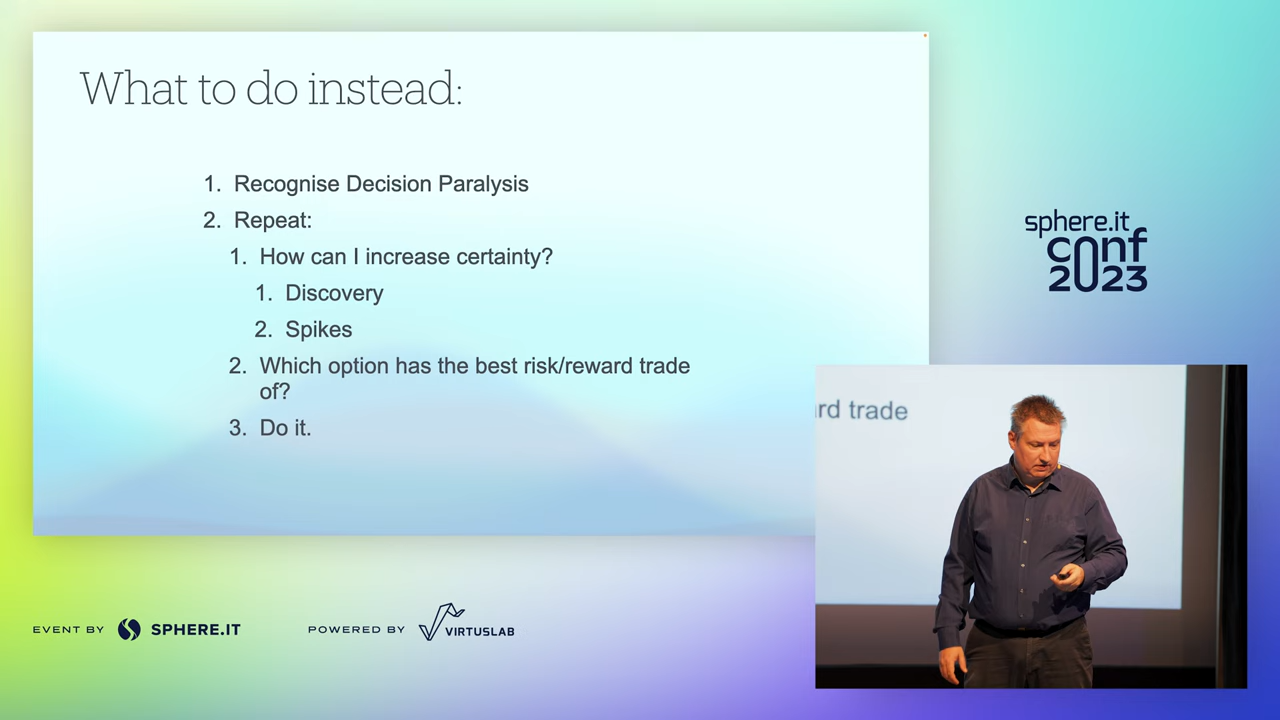 What to do instead:
1. Recognise Decision Paralysis
2. Repeat:
1. How can I increase certainty?
1. Discovery
2. Spikes
2. Which option has the best risk/reward trade
of?
3. Do it.
sphere.it
conf
2023
rd trade
EVENT BY SPHERE.IT
POWERED BY VIRTUSLAB